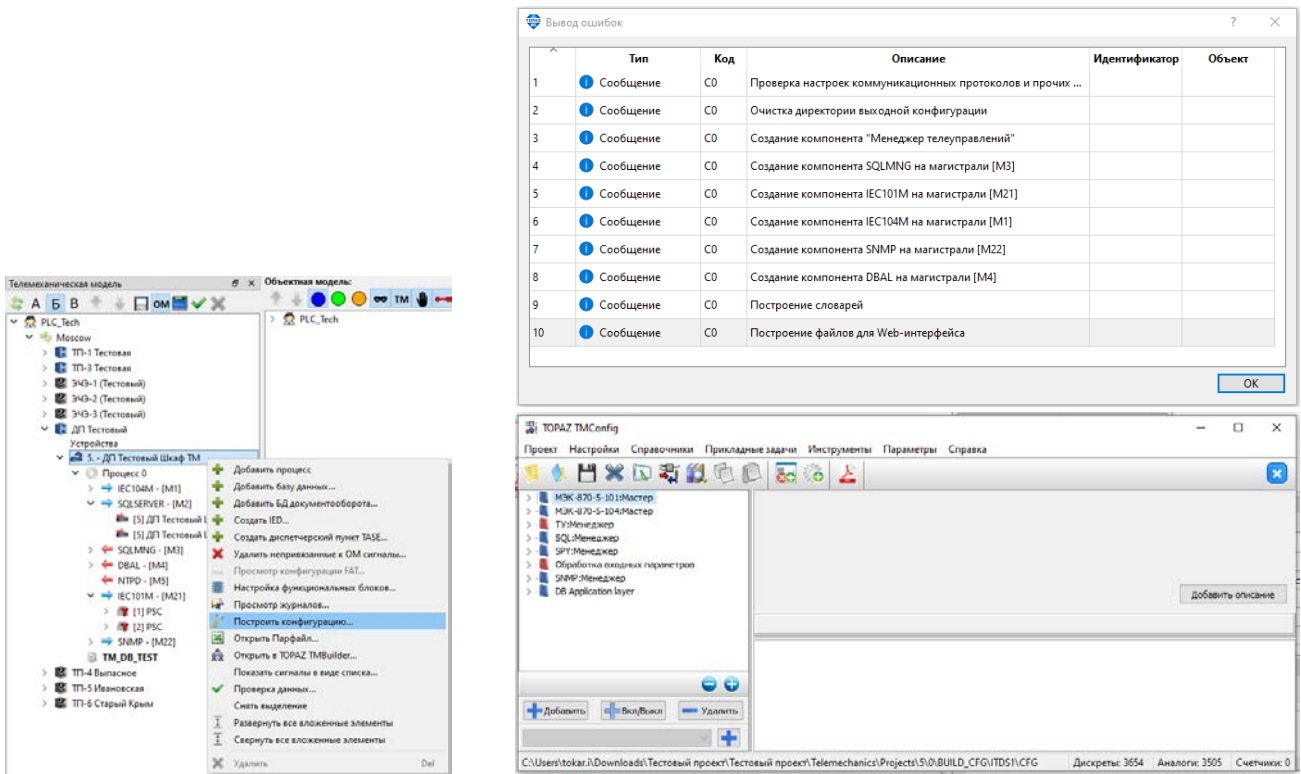 Вывод ошибок
Тип Код Описание Идентификатор Объект
1 Сообщение C0 Проверка настроек коммуникационных протоколов и прочих ...
2 Сообщение C0 Очистка директории выходной конфигурации
3 Сообщение C0 Создание компонента "Менеджер телеуправлений"
4 Сообщение C0 Создание компонента SQLMNG на магистрали [M3]
5 Сообщение C0 Создание компонента IEC101M на магистрали [M21]
6 Сообщение C0 Создание компонента IEC104M на магистрали [M1]
7 Сообщение C0 Создание компонента SNMP на магистрали [M22]
8 Сообщение C0 Создание компонента DBAL на магистрали [M4]
9 Сообщение C0 Построение словарей
10 Сообщение C0 Построение файлов для Web-интерфейса
OK
Телемеханическая модель
А Б В ОМ
PLC_Tech
Moscow
ТП-1 Тестовая
ТП-3 Тестовая
ЭЧЭ-1 (Тестовый)
ЭЧЭ-2 (Тестовый)
ЭЧЭ-3 (Тестовый)
ДП Тестовый
Устройства
5. - ДП Тестовый Шкаф ТМ
Процесс 0
IEC104M - [M1]
SQLSERVER - [M2]
[5] ДП Тестовый
[5] ДП Тестовый
SQLMNG - [M3]
DBAL - [M4]
NTPD - [M5]
IEC101M - [M21]
[1] PSC
[2] PSC
SNMP - [M22]
TM_DB_TEST
ТП-4 Выпасное
ТП-5 Ивановская
ТП-6 Старый Крым
Объектная модель:
ТМ
PLC_Tech
Добавить процесс
Добавить базу данных...
Добавить БД документооборота...
Создать IED...
Создать диспетчерский пункт TASE...
Удалить непривязанные к ОМ сигналы...
Просмотр конфигурации FAT...
Настройка функциональных блоков...
Просмотр журналов...
Построить конфигурацию...
Открыть Парфайл...
Открыть в TOPAZ TMBuilder...
Показать сигналы в виде списка...
Проверка данных...
Снять выделение
Развернуть все вложенные элементы
Свернуть все вложенные элементы
Удалить Del
TOPAZ TMConfig
Проект Настройки Справочники Прикладные задачи Инструменты Параметры Справка
МЭК-870-5-101:Мастер
МЭК-870-5-104:Мастер
ТУ:Менеджер
SQL:Менеджер
SPY:Менеджер
Обработка входных параметров
SNMP:Менеджер
DB Application layer
Добавить описание
Добавить Вкл/Выкл Удалить
C:\Users\tokar.i\Downloads\Тестовый проект\Тестовый проект\Telemechanics\Projects\5\0\BUILD_CFG\ITDS1\CFG Дискреты: 3654 Аналоги: 3505 Счетчики: 0